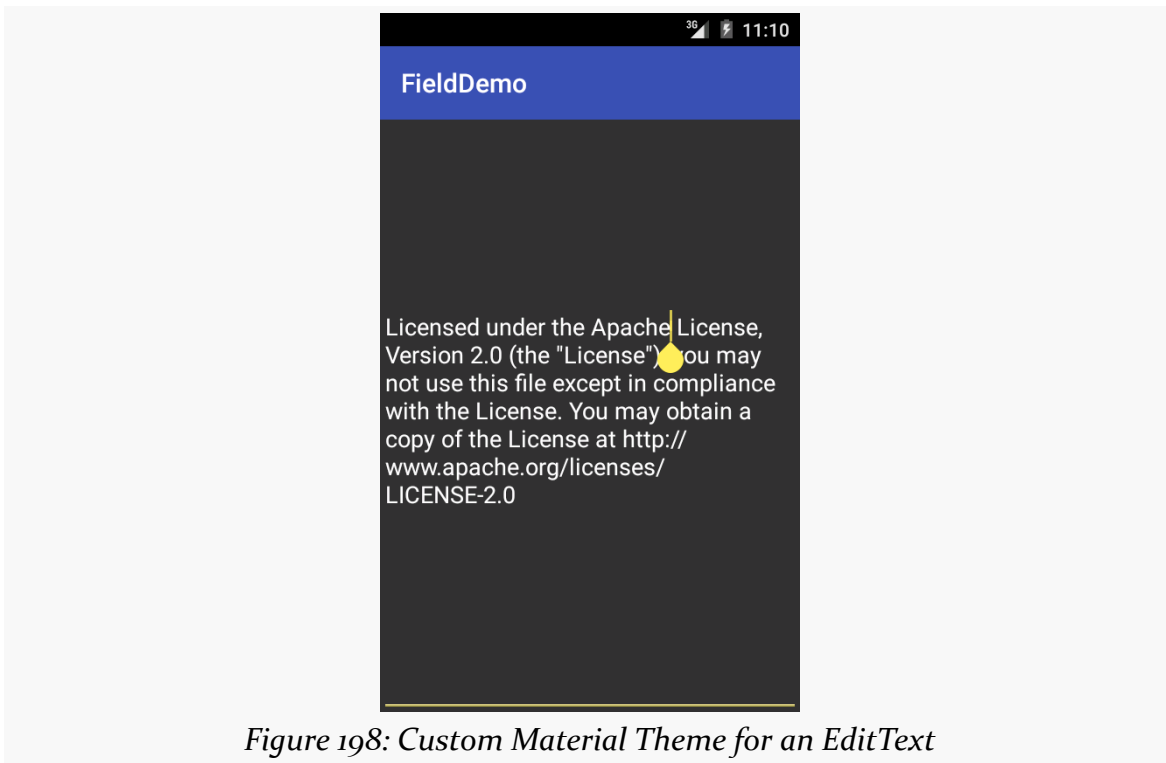 3G 11:10
FieldDemo
Licensed under the Apache License,
Version 2.0 (the "License") you may
not use this file except in compliance
with the License. You may obtain a
copy of the License at http://
www.apache.org/licenses/
LICENSE-2.0
Figure 198: Custom Material Theme for an EditText